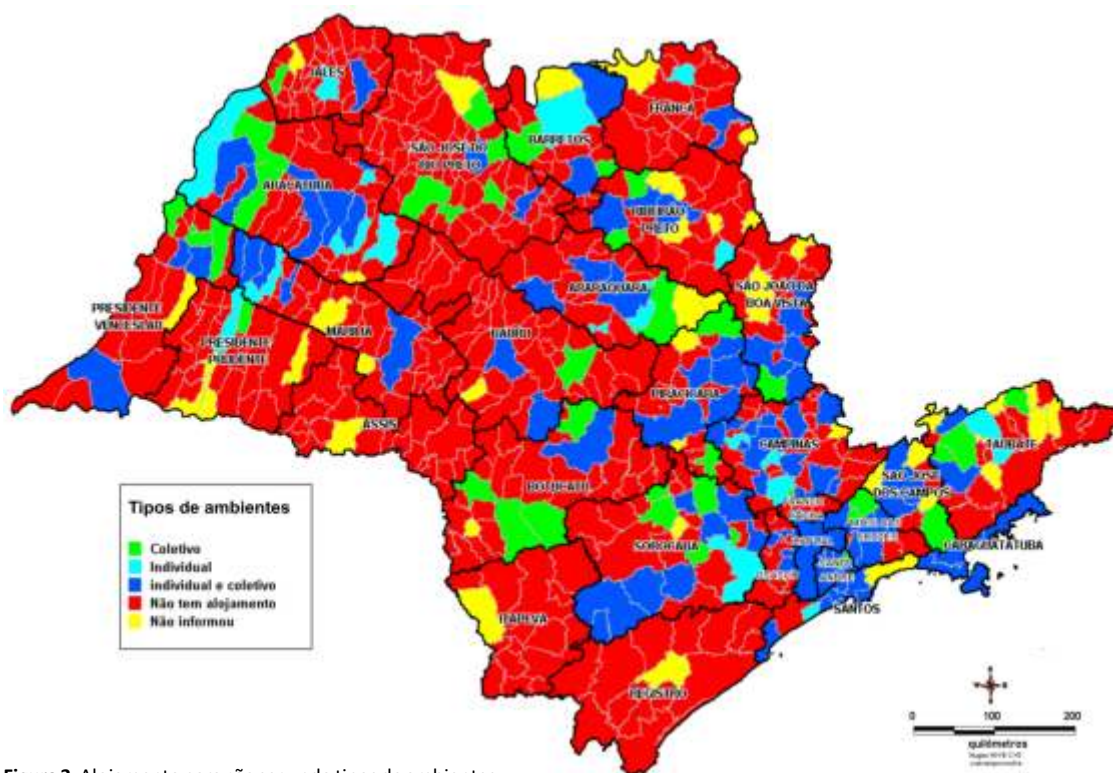 JALES
FRANCA
BARRETOS
SÃO JOSÉ DO
RIO PRETO
ARAÇATUBA
RIBEIRÃO
PRETO
ARARAQUARA
SÃO JOÃO DA
BOA VISTA
PRESIDENTE
VENCESLAU
PRESIDENTE
PRUDENTE
MARÍLIA
BAURU
PIRACICABA
ASSIS
CAMPINAS
TAUBATÉ
SÃO JOSÉ
DOS CAMPOS
BOTUCATU
SOROCABA
CARAGUATATUBA
OSASCO
SANTO
ANDRÉ
SANTOS
ITAPEVA
REGISTRO
Tipos de ambientes
Coletivo
Individual
individual e coletivo
Não tem alojamento
Não informou
0 100 200
quilômetros